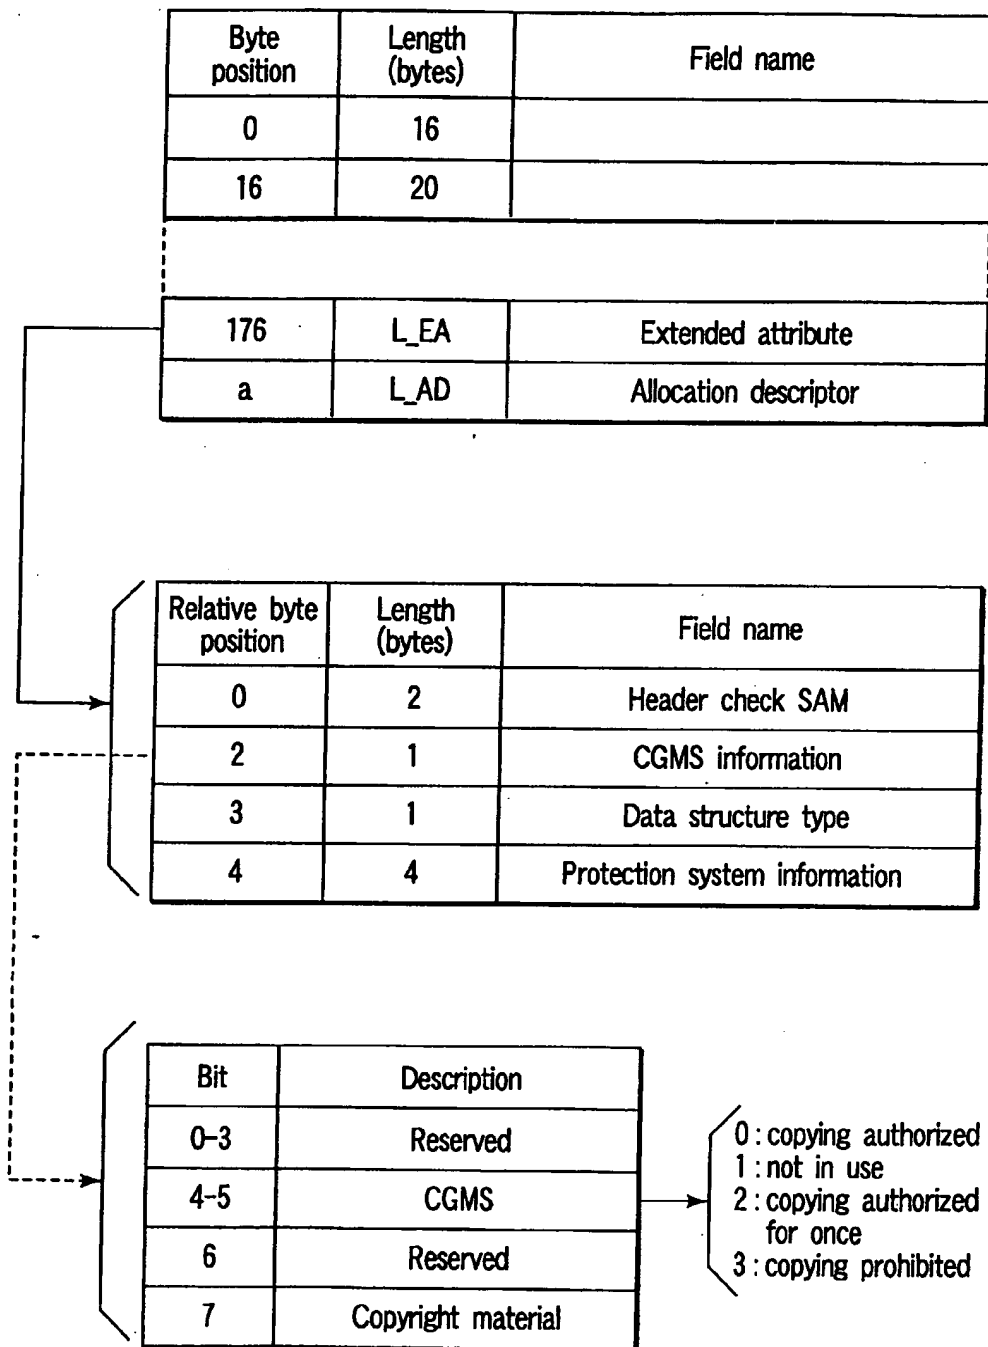 Byte position Length (bytes) Field name
0 16
16 20
176 L_EA Extended attribute
a L_AD Allocation descriptor
Relative byte position Length (bytes) Field name
0 2 Header check SAM
2 1 CGMS information
3 1 Data structure type
4 4 Protection system information
Bit Description
0-3 Reserved
4-5 CGMS
6 Reserved
7 Copyright material
0 : copying authorized
1 : not in use
2 : copying authorized
for once
3 : copying prohibited